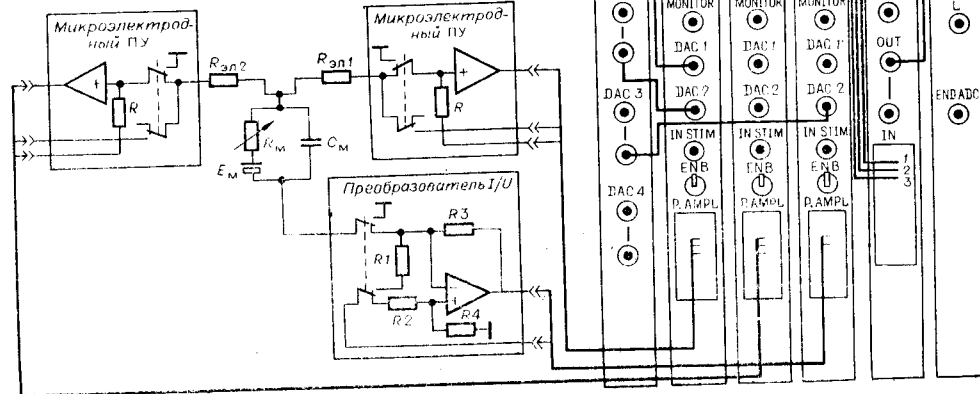 Микроэлектрод-
ный ПУ
R
Rэл2
Rэл1
Микроэлектрод-
ный ПУ
R
Rм
Cм
Eм
Преобразователь I/U
R1
R2
R3
R4
DAC 3
DAC 4
MONITOR
DAC 1
DAC 2
IN STIM
ENB
P.AMPL
MONITOR
DAC 1
DAC 2
IN STIM
ENB
P.AMPL
MONITOR
DAC 1
DAC 2
IN STIM
ENB
P.AMPL
OUT
IN
1
2
3
L
END ADC